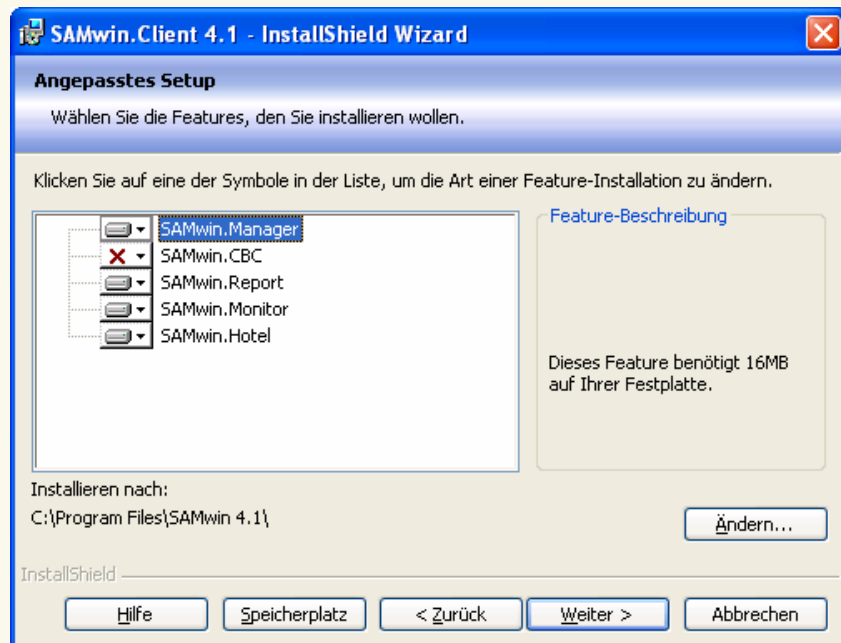 SAMwin.Client 4.1 - InstallShield Wizard
Angepasstes Setup
Wählen Sie die Features, den Sie installieren wollen.
Klicken Sie auf eine der Symbole in der Liste, um die Art einer Feature-Installation zu ändern.
SAMwin.Manager
SAMwin.CBC
SAMwin.Report
SAMwin.Monitor
SAMwin.Hotel
Feature-Beschreibung
Dieses Feature benötigt 16MB
auf Ihrer Festplatte.
Installieren nach:
C:\Program Files\SAMwin 4.1\
Ändern...
InstallShield
Hilfe
Speicherplatz
< Zurück
Weiter >
Abbrechen